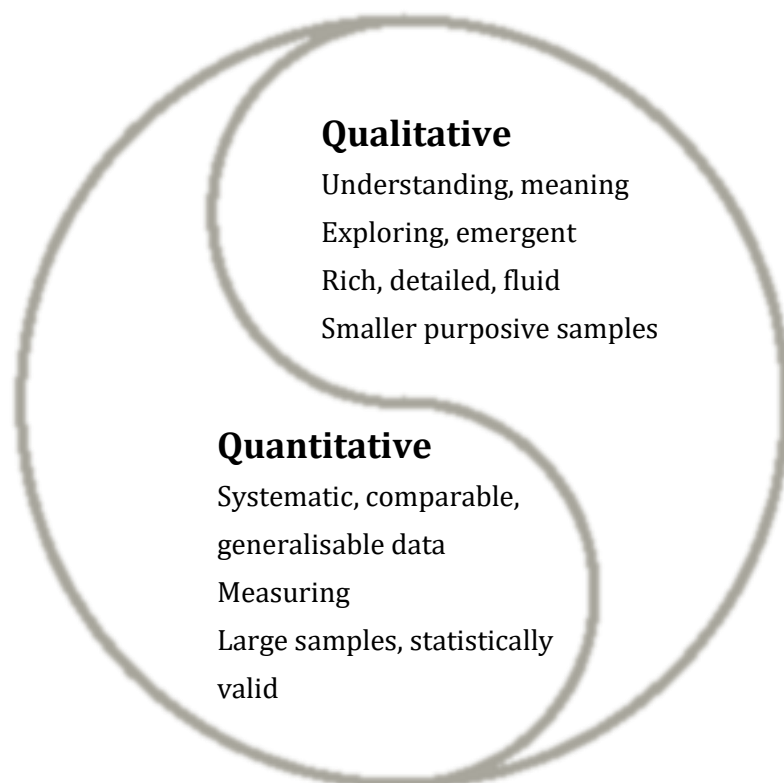 Qualitative
Understanding, meaning
Exploring, emergent
Rich, detailed, fluid
Smaller purposive samples
Quantitative
Systematic, comparable,
generalisable data
Measuring
Large samples, statistically
valid